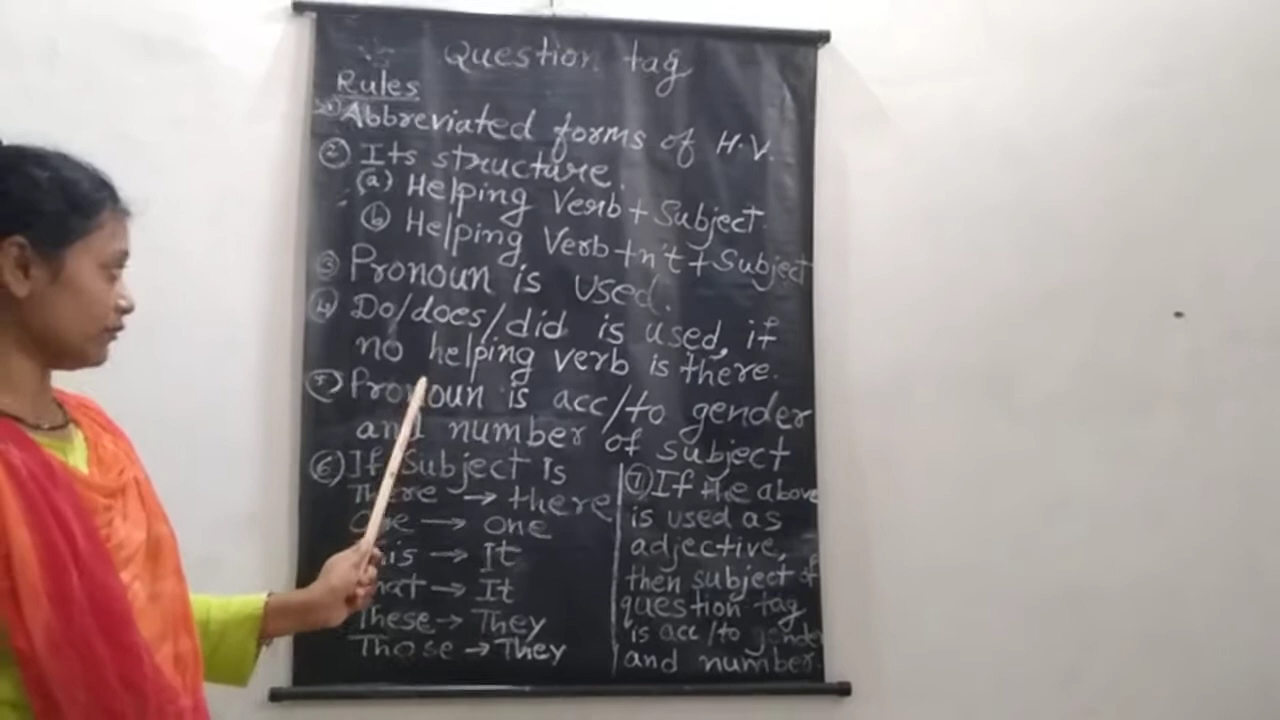 Question tag
Rules
① Abbreviated forms of H.V.
② Its structure.
(a) Helping Verb + Subject.
ⓑ Helping Verb + n't + Subject
③ Pronoun is used.
④ Do/does/did is used, if
no helping verb is there.
⑤ Pronoun is acc/to gender
and number of subject
⑥ If Subject is
There → there
One → one
This → It
That → It
These → They
Those → They
⑦ If the above
is used as
adjective,
then subject of
question tag
is acc/to gender
and number.